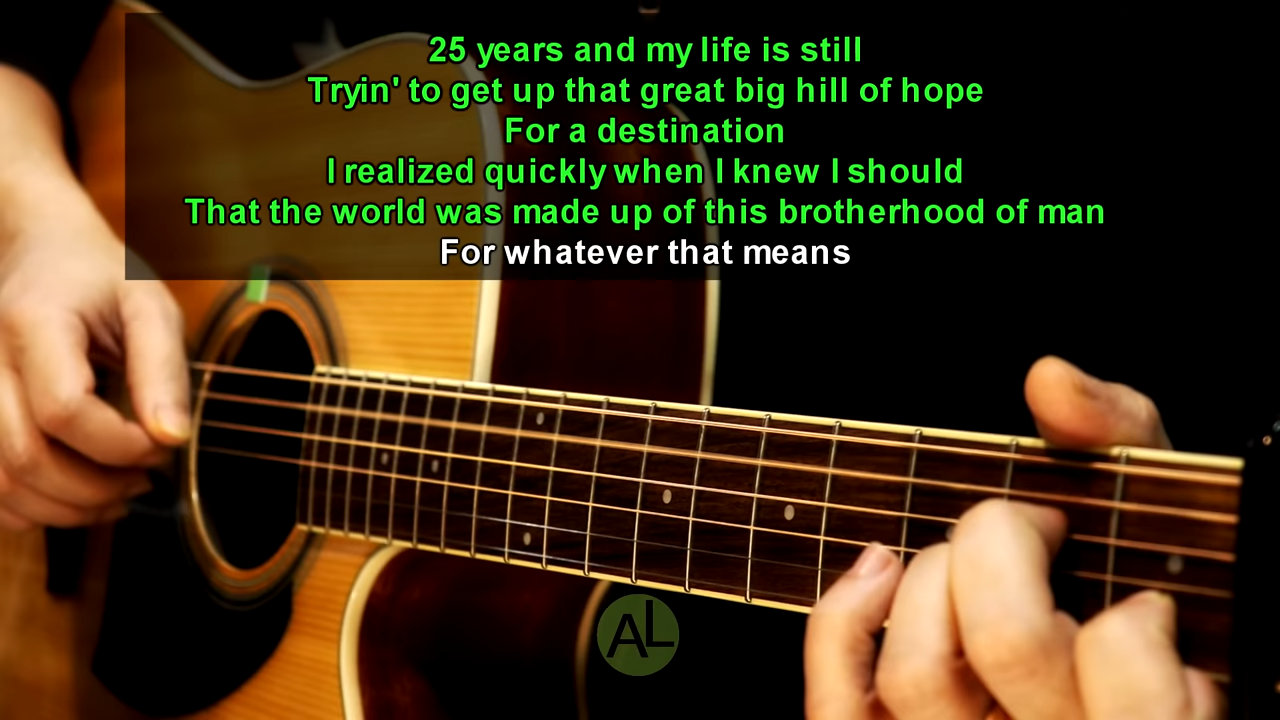 25 years and my life is still
Tryin' to get up that great big hill of hope
For a destination
I realized quickly when I knew I should
That the world was made up of this brotherhood of man
For whatever that means
AL